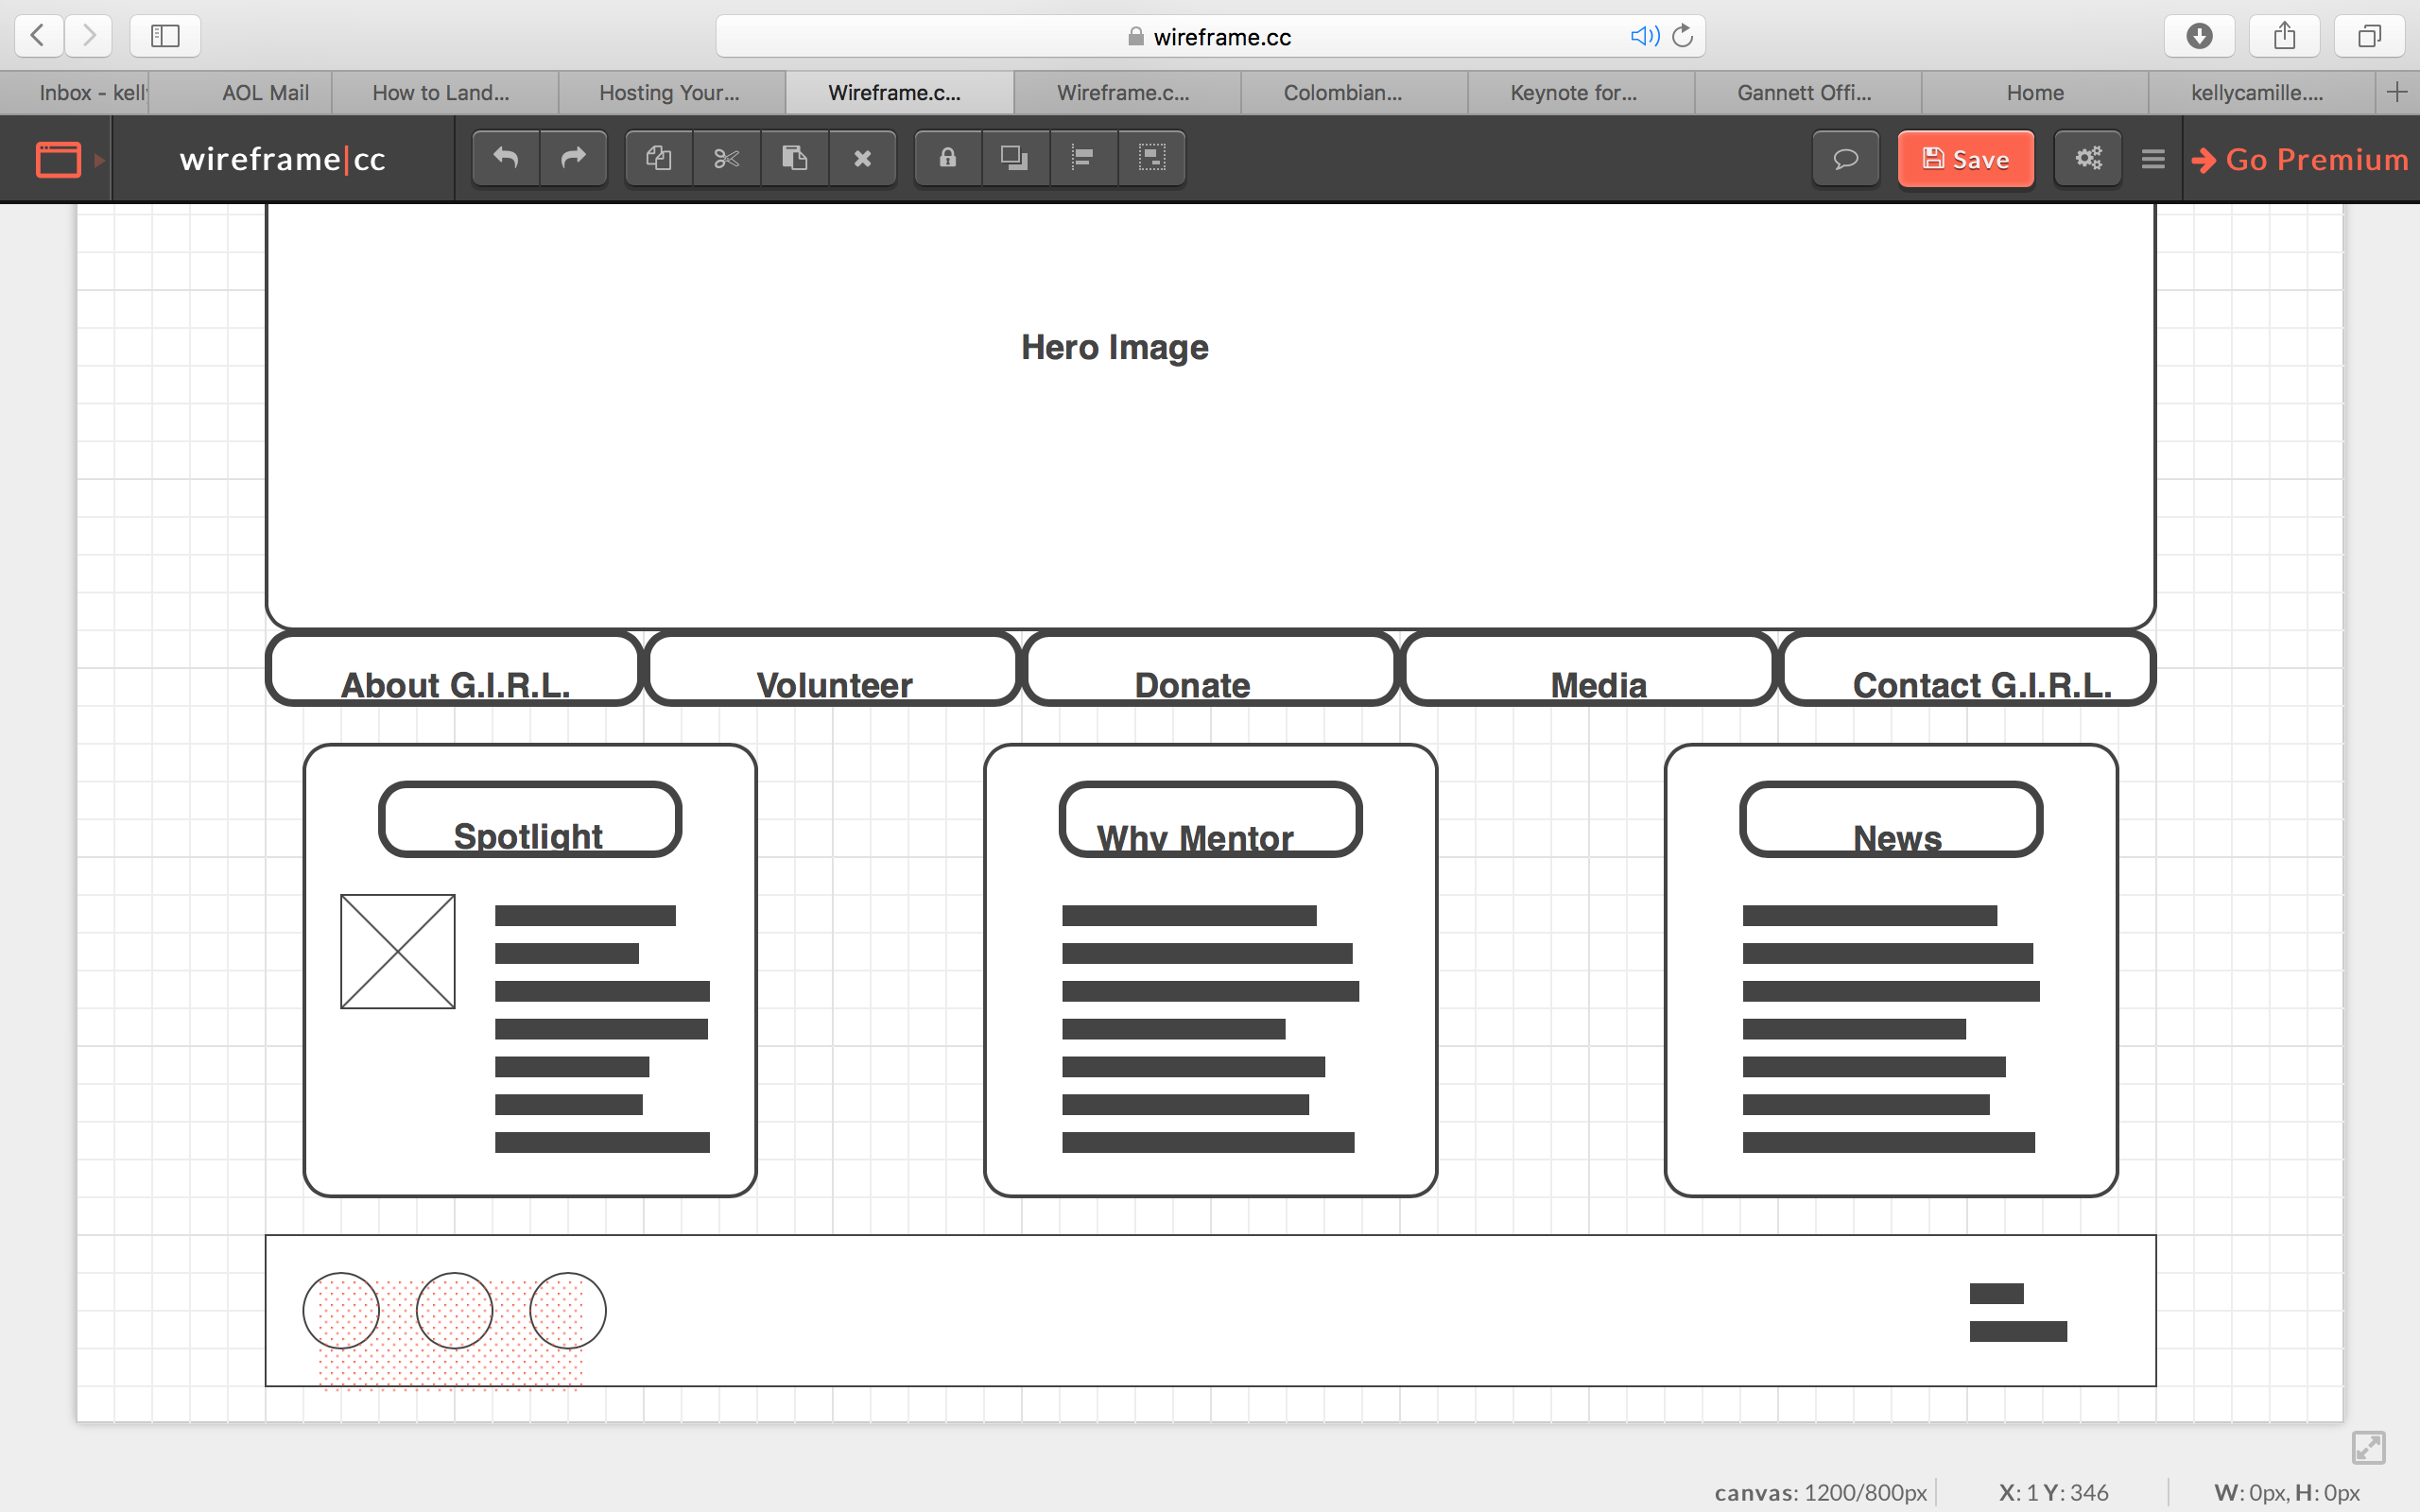 wireframe.cc
Inbox - kell
AOL Mail
How to Land...
Hosting Your...
Wireframe.c...
Wireframe.c...
Colombian...
Keynote for...
Gannett Offi...
Home
kellycamille....
wireframe|cc
Save
Go Premium
Hero Image
About G.I.R.L.
Volunteer
Donate
Media
Contact G.I.R.L.
Spotlight
Why Mentor
News
canvas: 1200/800px
X: 1 Y: 346
W: 0px, H: 0px